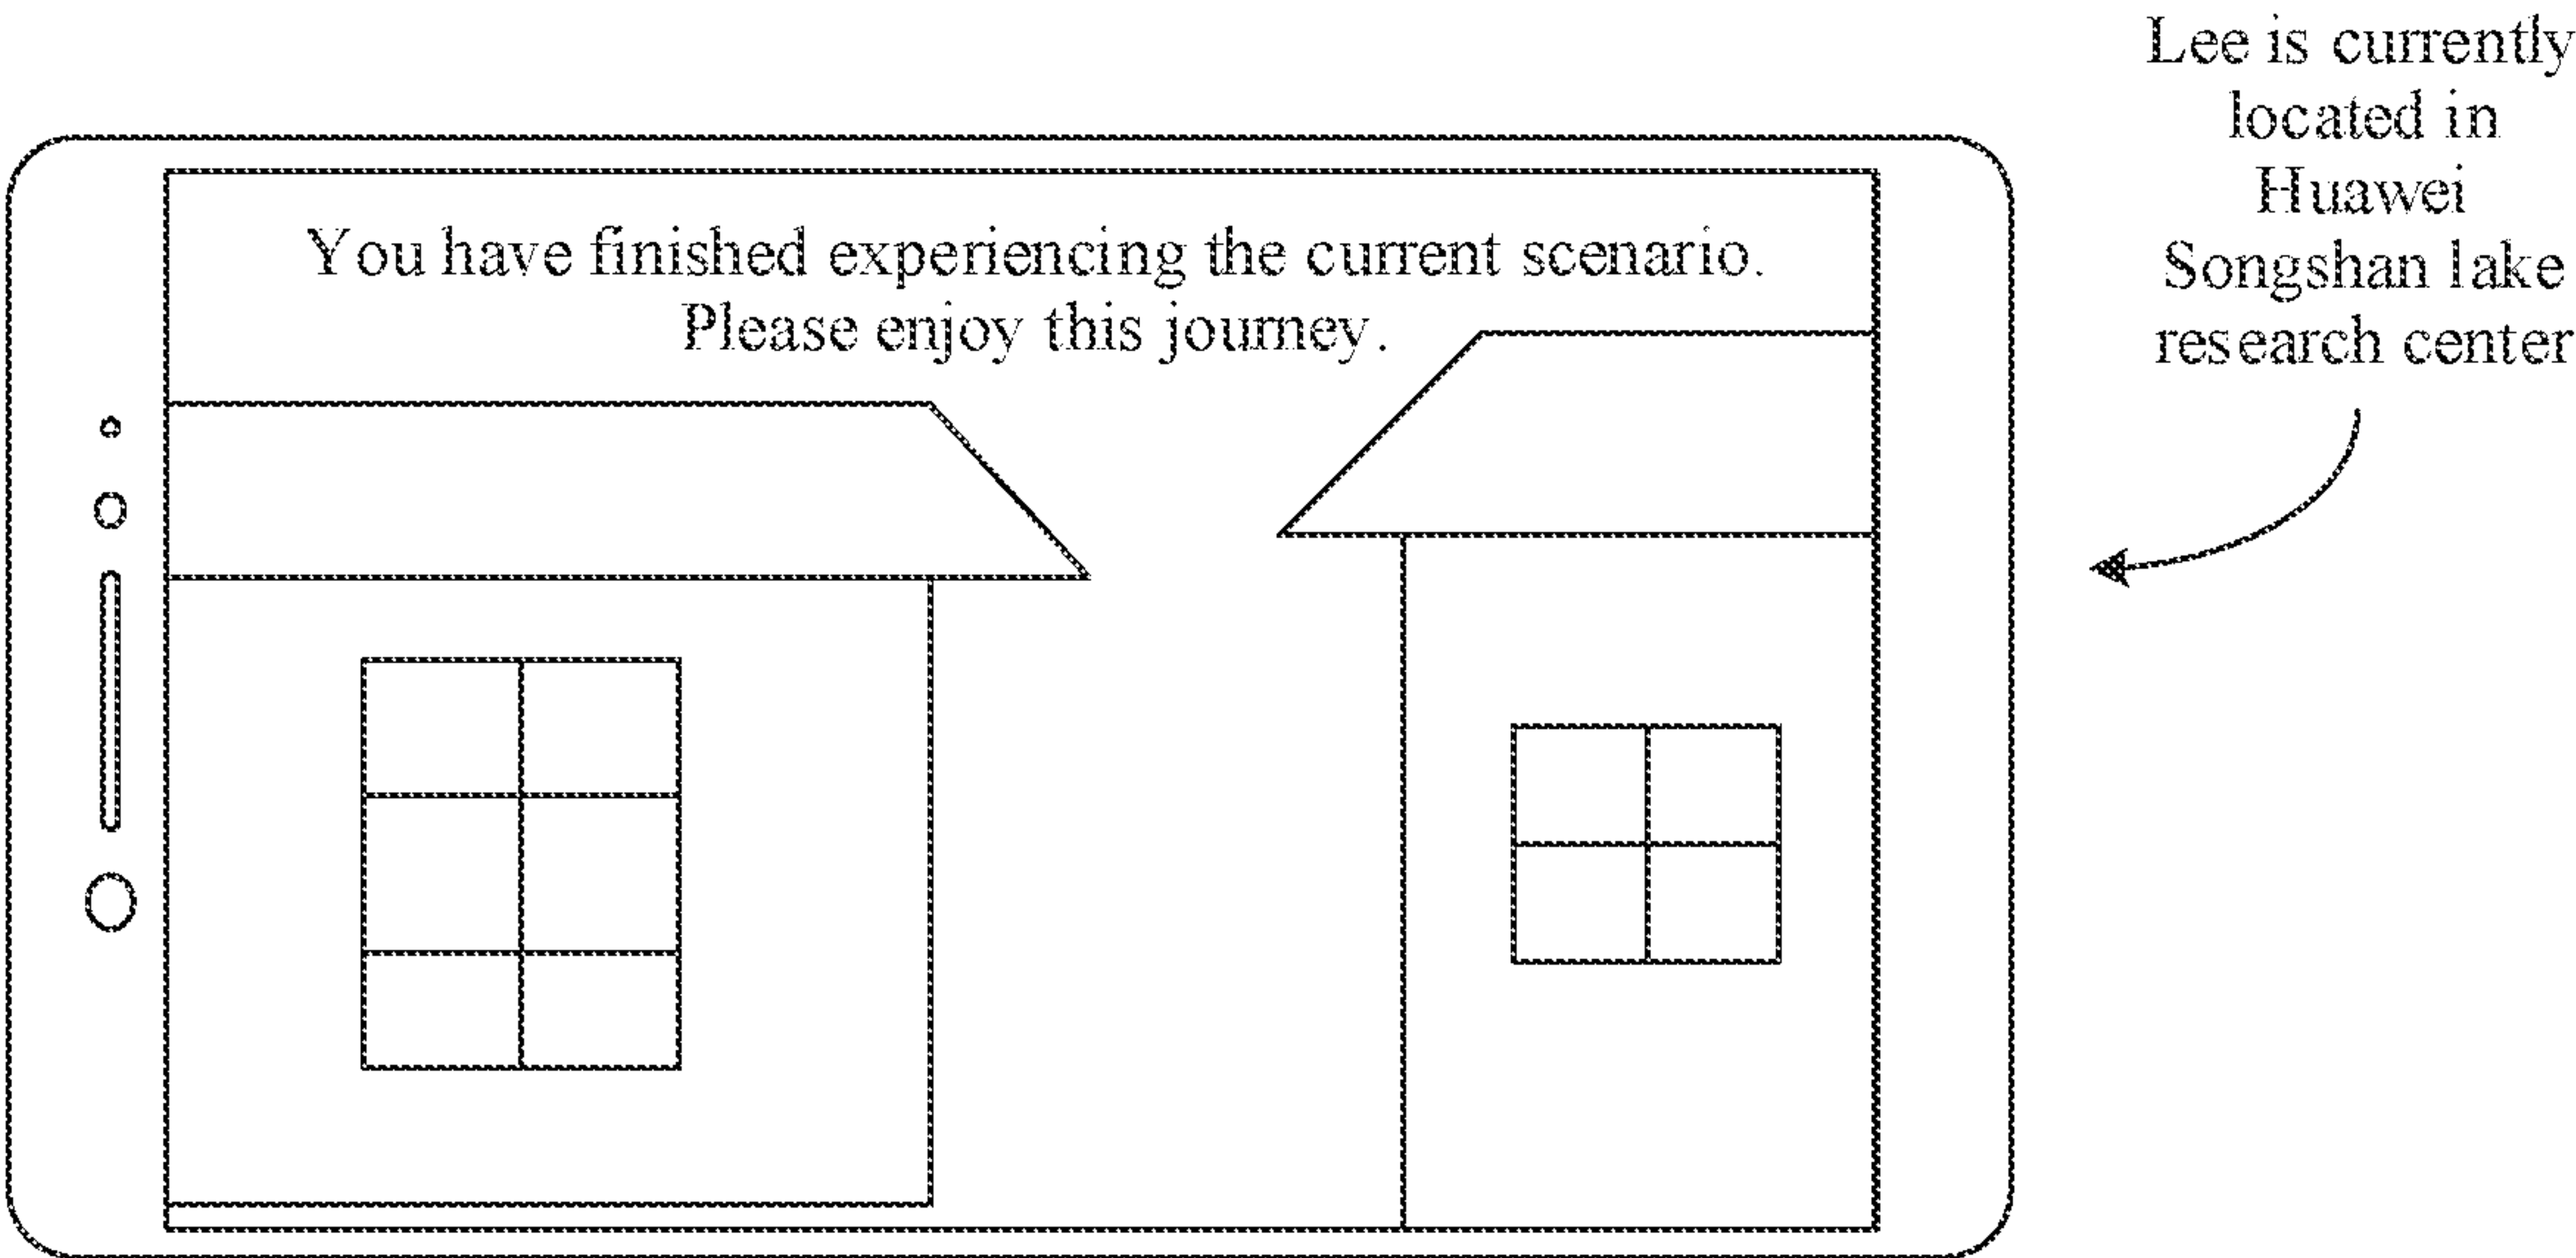 Lee is currently
located in
Huawei
Songshan lake
research center
You have finished experiencing the current scenario.
Please enjoy this journey.